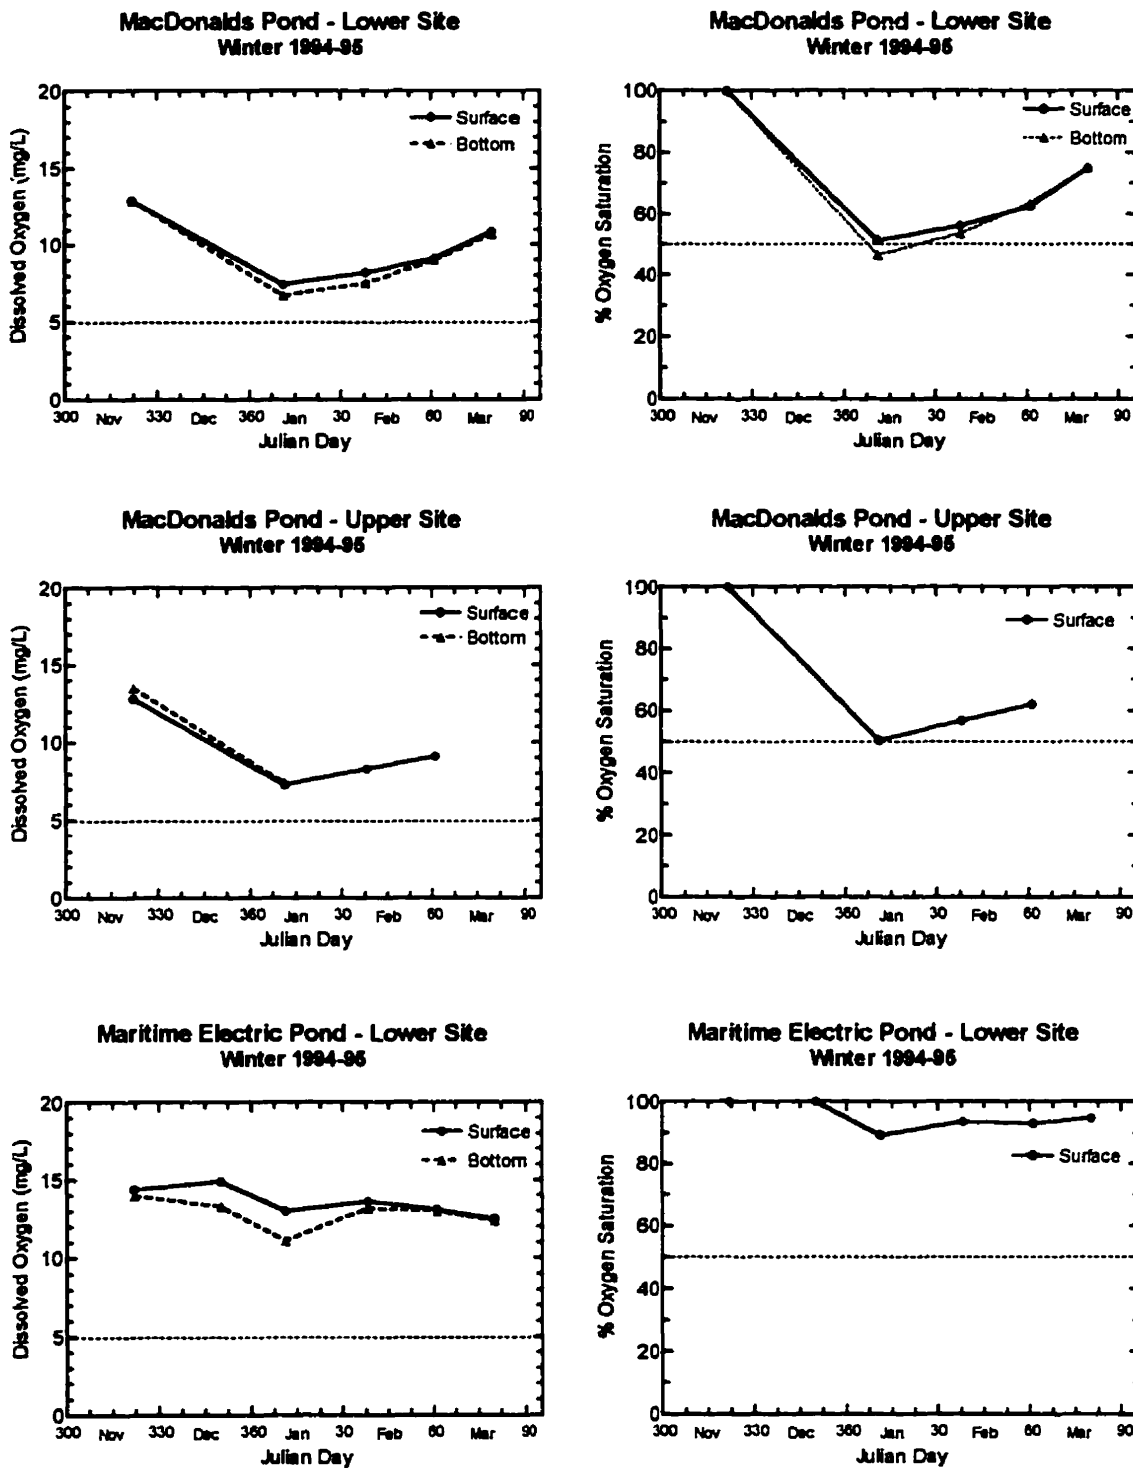 MacDonalds Pond - Lower Site
Winter 1994-95
20
15
10
5
0
Dissolved Oxygen (mg/L)
Surface
Bottom
300 Nov 330 Dec 360 Jan 30 Feb 60 Mar 90
Julian Day
MacDonalds Pond - Lower Site
Winter 1994-95
100
80
60
40
20
0
% Oxygen Saturation
Surface
Bottom
300 Nov 330 Dec 360 Jan 30 Feb 60 Mar 90
Julian Day
MacDonalds Pond - Upper Site
Winter 1994-95
20
15
10
5
0
Dissolved Oxygen (mg/L)
Surface
Bottom
300 Nov 330 Dec 360 Jan 30 Feb 60 Mar 90
Julian Day
MacDonalds Pond - Upper Site
Winter 1994-95
100
80
60
40
20
0
% Oxygen Saturation
Surface
300 Nov 330 Dec 360 Jan 30 Feb 60 Mar 90
Julian Day
Maritime Electric Pond - Lower Site
Winter 1994-95
20
15
10
5
0
Dissolved Oxygen (mg/L)
Surface
Bottom
300 Nov 330 Dec 360 Jan 30 Feb 60 Mar 90
Julian Day
Maritime Electric Pond - Lower Site
Winter 1994-95
100
80
60
40
20
0
% Oxygen Saturation
Surface
300 Nov 330 Dec 360 Jan 30 Feb 60 Mar 90
Julian Day